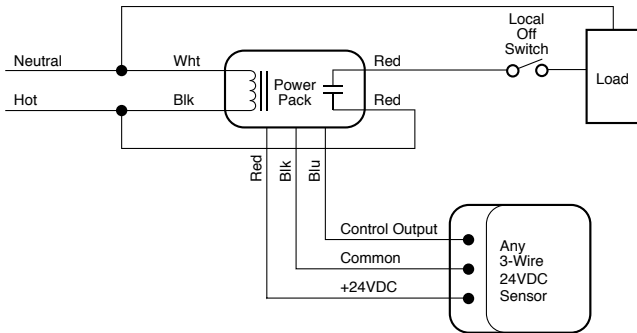 Local
Off
Switch
Neutral
Wht
Red
Power
Pack
Load
Hot
Blk
Red
Red
Blk
Blu
Control Output
Common
+24VDC
Any
3-Wire
24VDC
Sensor